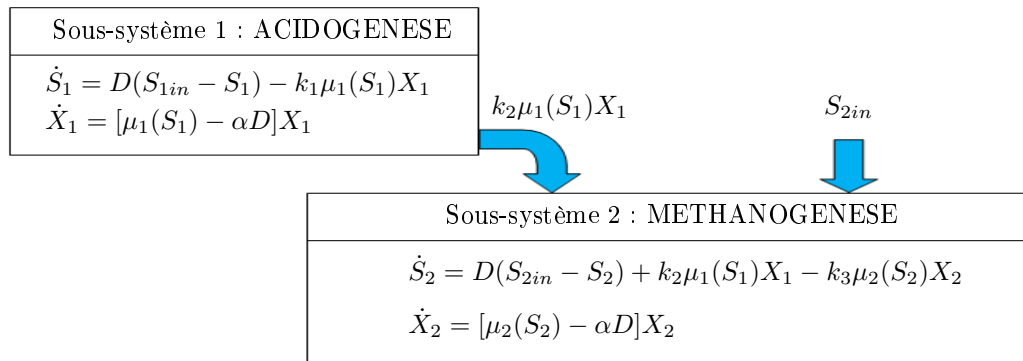 Sous-système 1 : ACIDOGENESE
Ṡ₁ = D(S₁ᵢₙ − S₁) − k₁μ₁(S₁)X₁
Ẋ₁ = [μ₁(S₁) − αD]X₁
k₂μ₁(S₁)X₁
S₂ᵢₙ
Sous-système 2 : METHANOGENESE
Ṡ₂ = D(S₂ᵢₙ − S₂) + k₂μ₁(S₁)X₁ − k₃μ₂(S₂)X₂
Ẋ₂ = [μ₂(S₂) − αD]X₂